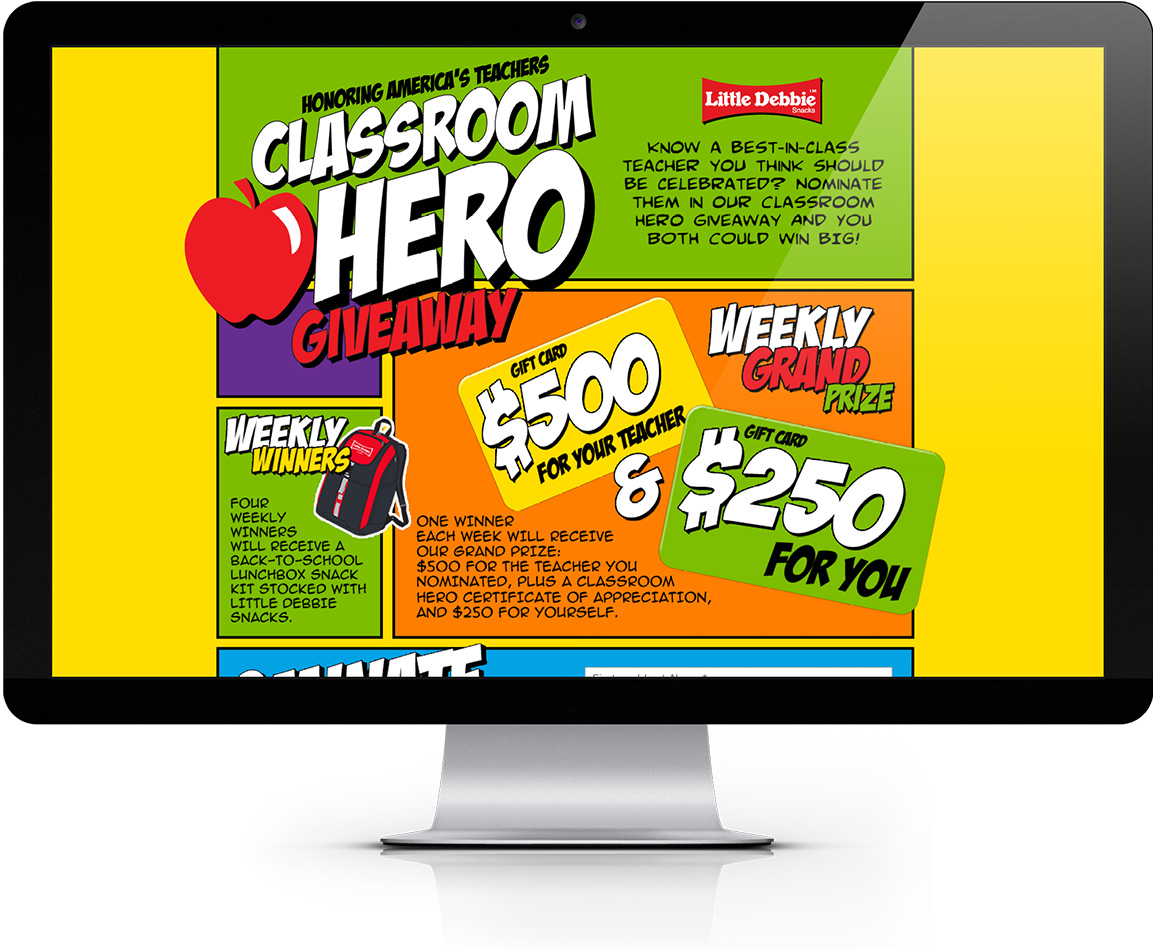 HONORING AMERICA'S TEACHERS
CLASSROOM
HERO
GIVEAWAY
Little Debbie™
Snacks
KNOW A BEST-IN-CLASS
TEACHER YOU THINK SHOULD
BE CELEBRATED? NOMINATE
THEM IN OUR CLASSROOM
HERO GIVEAWAY AND YOU
BOTH COULD WIN BIG!
WEEKLY
GRAND
PRIZE
GIFT CARD
$500
FOR YOUR TEACHER
&
GIFT CARD
$250
FOR YOU
ONE WINNER
EACH WEEK WILL RECEIVE
OUR GRAND PRIZE:
$500 FOR THE TEACHER YOU
NOMINATED, PLUS A CLASSROOM
HERO CERTIFICATE OF APPRECIATION,
AND $250 FOR YOURSELF.
WEEKLY
WINNERS
FOUR
WEEKLY
WINNERS
WILL RECEIVE A
BACK-TO-SCHOOL
LUNCHBOX SNACK
KIT STOCKED WITH
LITTLE DEBBIE
SNACKS.